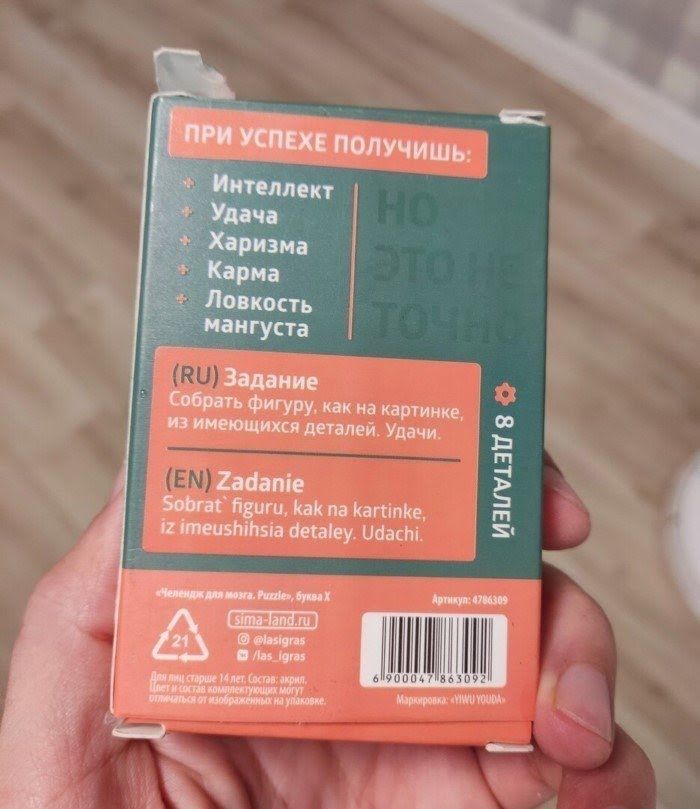 ПРИ УСПЕХЕ ПОЛУЧИШЬ:
+ Интеллект
+ Удача
+ Харизма
+ Карма
+ Ловкость
мангуста
НО
ЭТО НЕ
ТОЧНО
(RU) Задание
Собрать фигуру, как на картинке,
из имеющихся деталей. Удачи.
(EN) Zadanie
Sobrat` figuru, kak na kartinke,
iz imeushihsia detaley. Udachi.
8 ДЕТАЛЕЙ
«Челендж для мозга. Puzzle», буква Х
Артикул: 4786309
21
sima-land.ru
@lasigras
/las_igras
Для лиц старше 14 лет. Состав: акрил.
Цвет и состав комплектующих могут
отличаться от изображённых на упаковке.
6 900047 863092
Маркировка: «YIWU YOUDA»